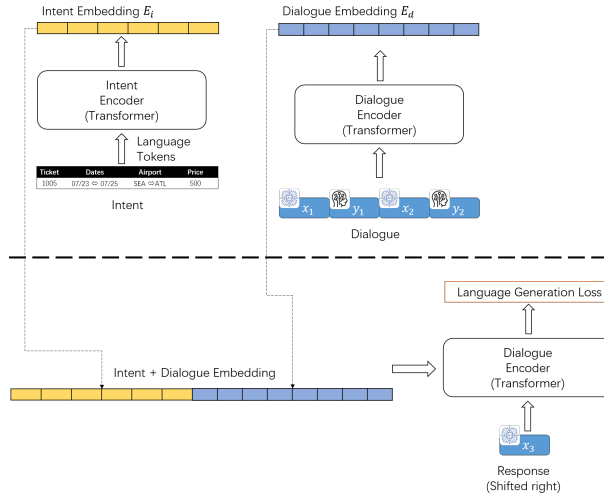 Intent Embedding E_i
Dialogue Embedding E_d
Intent
Encoder
(Transformer)
Dialogue
Encoder
(Transformer)
Language
Tokens
Ticket Dates Airport Price
1005 07/23 ⇔ 07/25 SEA ⇔ATL 500
Intent
x_1 y_1 x_2 y_2
Dialogue
Language Generation Loss
Dialogue
Encoder
(Transformer)
Intent + Dialogue Embedding
x_3
Response
(Shifted right)